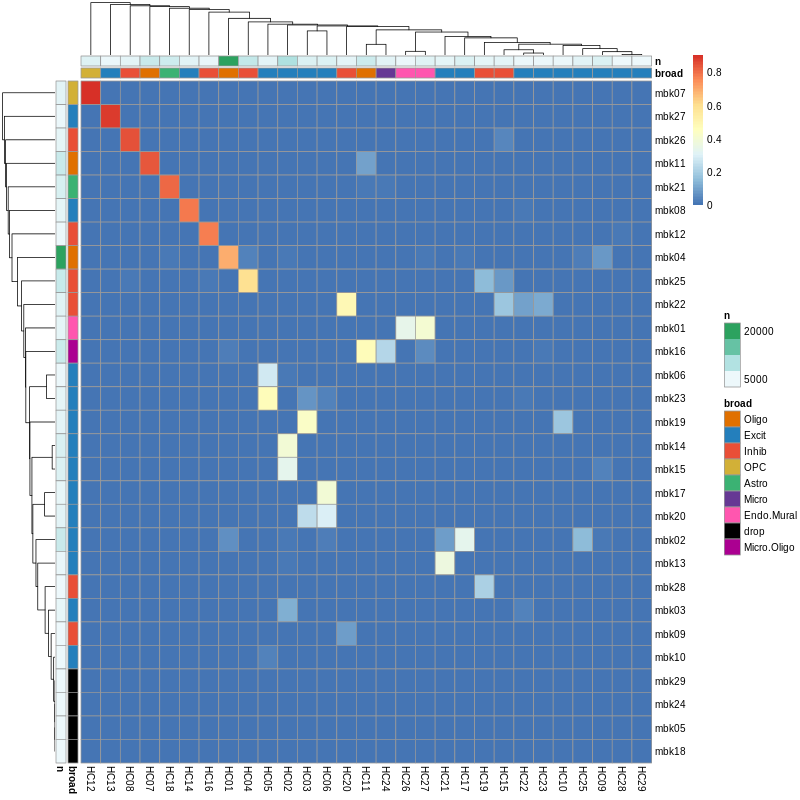 n
broad
mbk07
mbk27
mbk26
mbk11
mbk21
mbk08
mbk12
mbk04
mbk25
mbk22
mbk01
mbk16
mbk06
mbk23
mbk19
mbk14
mbk15
mbk17
mbk20
mbk02
mbk13
mbk28
mbk03
mbk09
mbk10
mbk29
mbk24
mbk05
mbk18
n
broad
HC12
HC13
HC08
HC07
HC18
HC14
HC16
HC01
HC04
HC05
HC02
HC03
HC06
HC20
HC11
HC24
HC26
HC27
HC21
HC17
HC19
HC15
HC22
HC23
HC10
HC25
HC09
HC28
HC29
0.8
0.6
0.4
0.2
0
n
20000
5000
broad
Oligo
Excit
Inhib
OPC
Astro
Micro
Endo.Mural
drop
Micro.Oligo